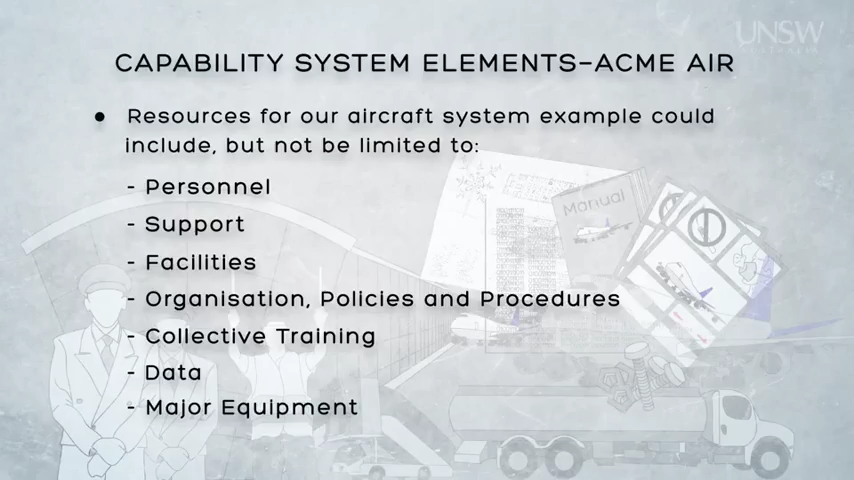 UNSW
AUSTRALIA
CAPABILITY SYSTEM ELEMENTS–ACME AIR
● Resources for our aircraft system example could
include, but not be limited to:
- Personnel
- Support
- Facilities
- Organisation, Policies and Procedures
- Collective Training
- Data
- Major Equipment
Manual